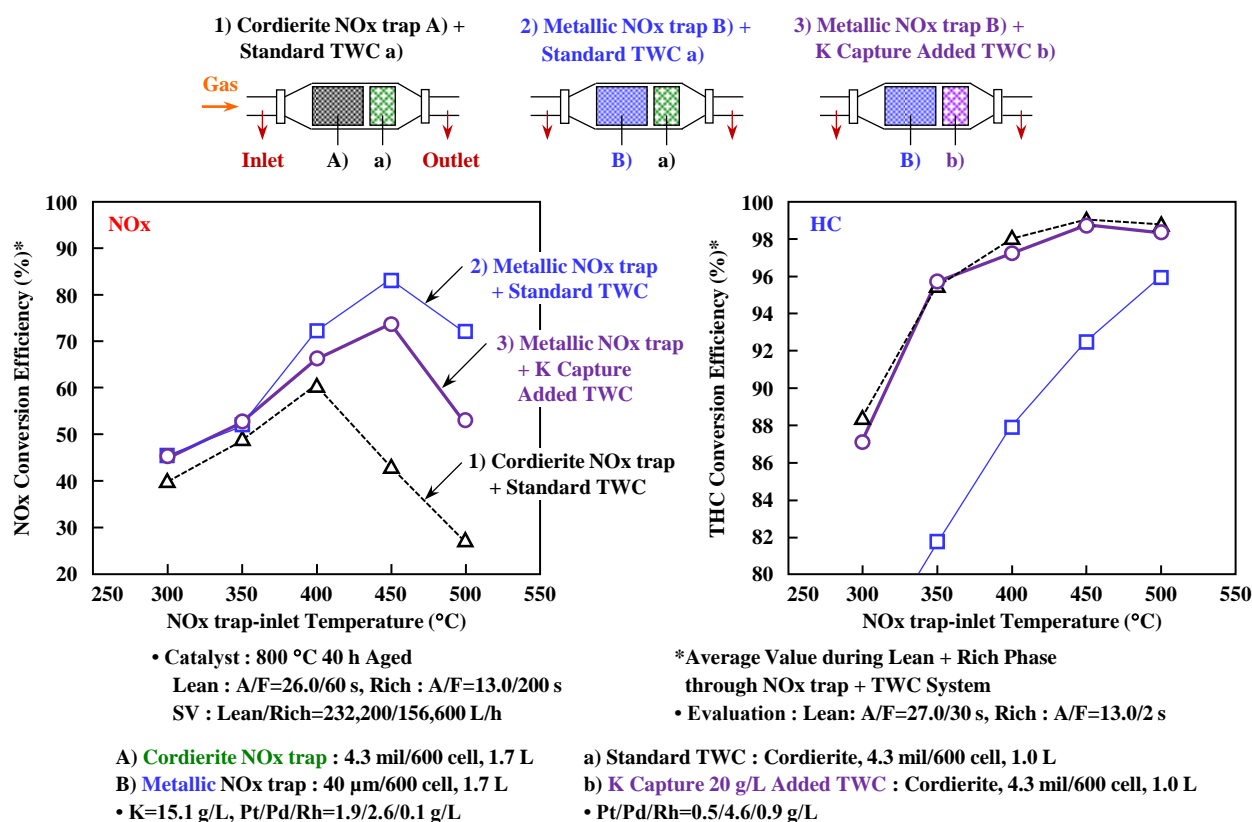 1) Cordierite NOx trap A) +
Standard TWC a)
2) Metallic NOx trap B) +
Standard TWC a)
3) Metallic NOx trap B) +
K Capture Added TWC b)
Gas
Inlet
A)
a)
Outlet
B)
a)
B)
b)
NOx
NOx Conversion Efficiency (%)*
100
90
80
70
60
50
40
30
20
2) Metallic NOx trap
+ Standard TWC
3) Metallic NOx trap
+ K Capture
Added TWC
1) Cordierite NOx trap
+ Standard TWC
250 300 350 400 450 500 550
NOx trap-inlet Temperature (°C)
HC
THC Conversion Efficiency (%)*
100
98
96
94
92
90
88
86
84
82
80
250 300 350 400 450 500 550
NOx trap-inlet Temperature (°C)
• Catalyst : 800 °C 40 h Aged
Lean : A/F=26.0/60 s, Rich : A/F=13.0/200 s
SV : Lean/Rich=232,200/156,600 L/h
*Average Value during Lean + Rich Phase
through NOx trap + TWC System
• Evaluation : Lean: A/F=27.0/30 s, Rich : A/F=13.0/2 s
A) Cordierite NOx trap : 4.3 mil/600 cell, 1.7 L
B) Metallic NOx trap : 40 µm/600 cell, 1.7 L
• K=15.1 g/L, Pt/Pd/Rh=1.9/2.6/0.1 g/L
a) Standard TWC : Cordierite, 4.3 mil/600 cell, 1.0 L
b) K Capture 20 g/L Added TWC : Cordierite, 4.3 mil/600 cell, 1.0 L
• Pt/Pd/Rh=0.5/4.6/0.9 g/L